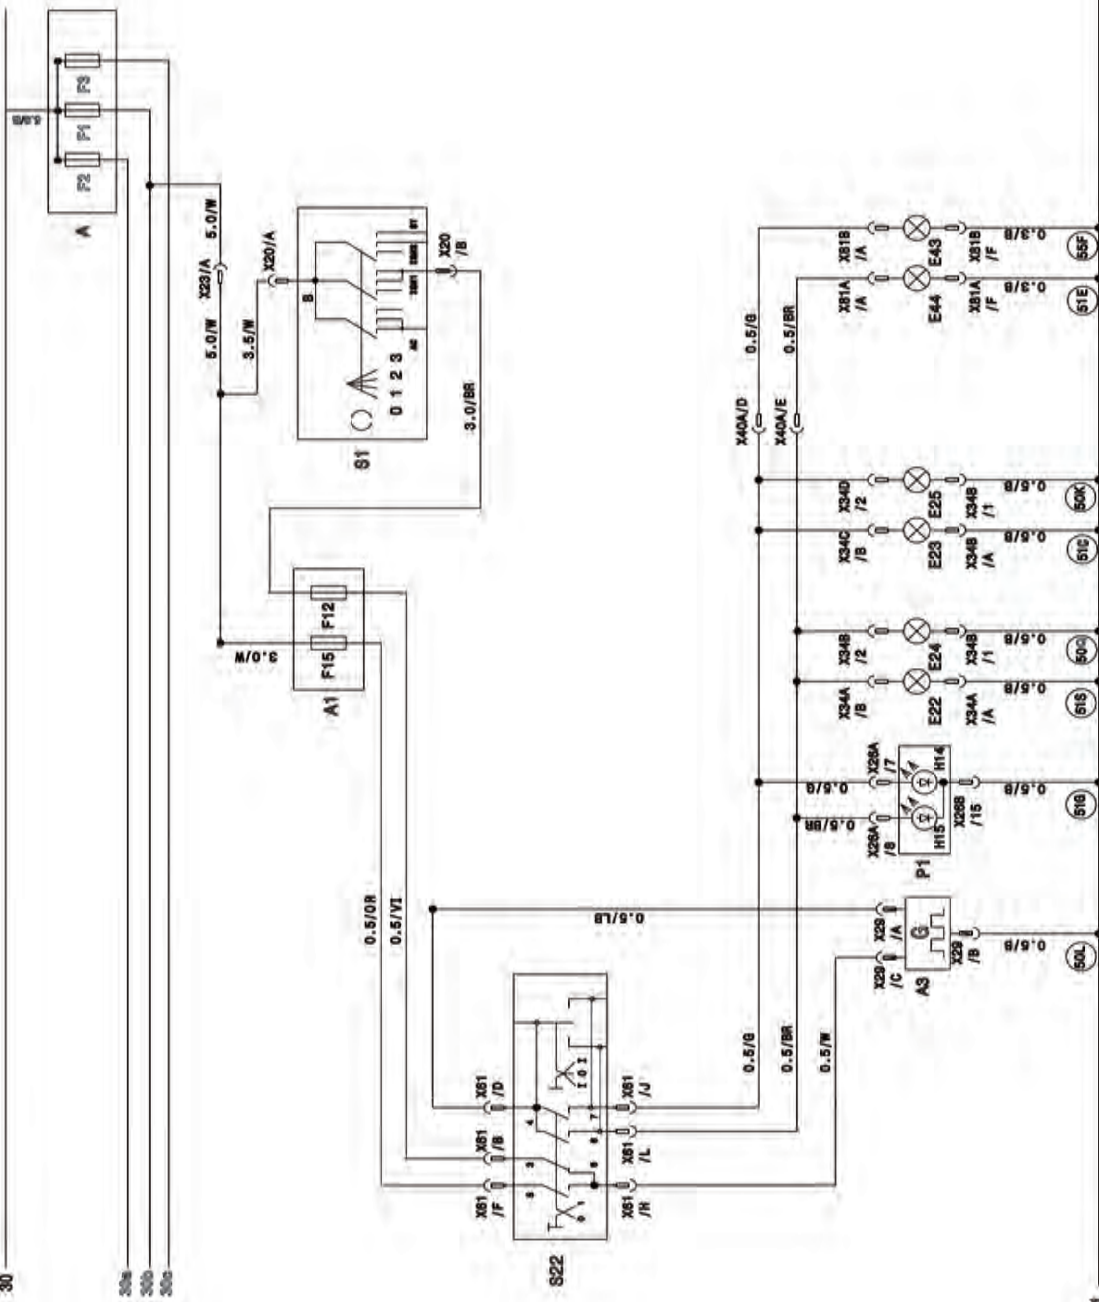 30
5.0/B
F3
F1
F2
A
30a
30b
30c
5.0/W
X23/A
5.0/W
X20/A
3.5/W
B
X20
/B
AC
0 1 2 3
S1
3.0/BR
F12
F15
A1
3.0/W
0.5/OR
0.5/VI
0.5/LB
S22
X61
/D
X61
/B
X61
/F
4
7
0 1
I O I
X61
/J
X61
/L
X61
/H
0.5/G
0.5/BR
0.5/W
X29
/A
X29
/C
G
A3
X29
/B
0.5/B
50L
0.5/G
0.5/BR
X26A
/7
X26A
/8
H14
H15
P1
X26B
/15
0.5/B
51G
X34A
/B
E22
X34A
/A
0.5/B
51S
X34B
/2
E24
X34B
/1
0.5/B
X34C
/B
E23
X34B
/A
0.5/B
51C
X34D
/2
E25
X34B
/1
0.5/B
50K
X40A/D
X40A/E
0.5/G
0.5/BR
X81A
/A
E44
X81A
/F
0.3/B
51E
X81B
/A
E43
X81B
/F
0.3/B
55F